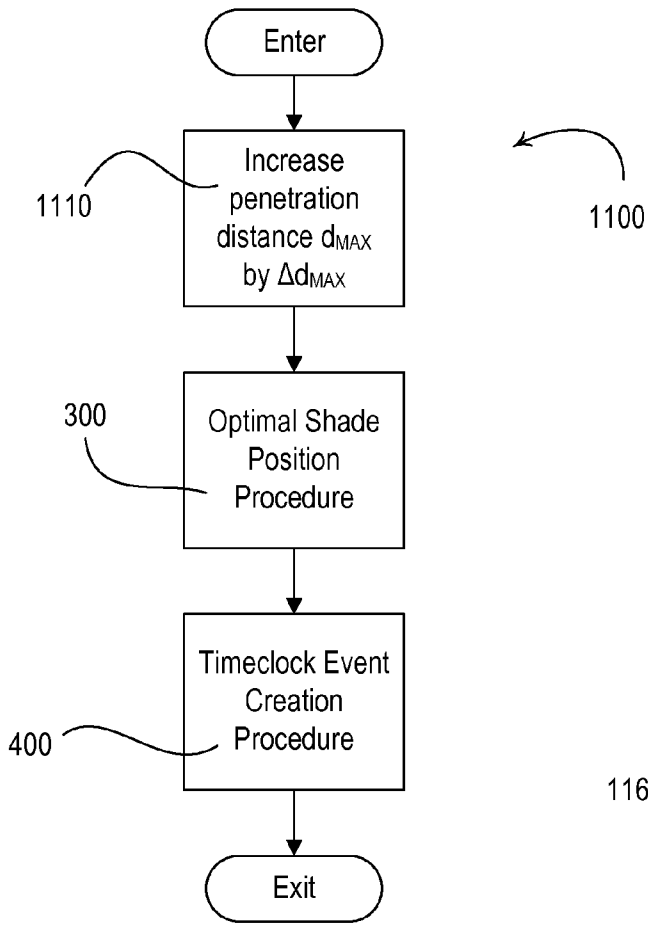 Enter
Increase
penetration
distance dMAX
by ΔdMAX
1110
1100
300
Optimal Shade
Position
Procedure
Timeclock Event
Creation
Procedure
400
116
Exit